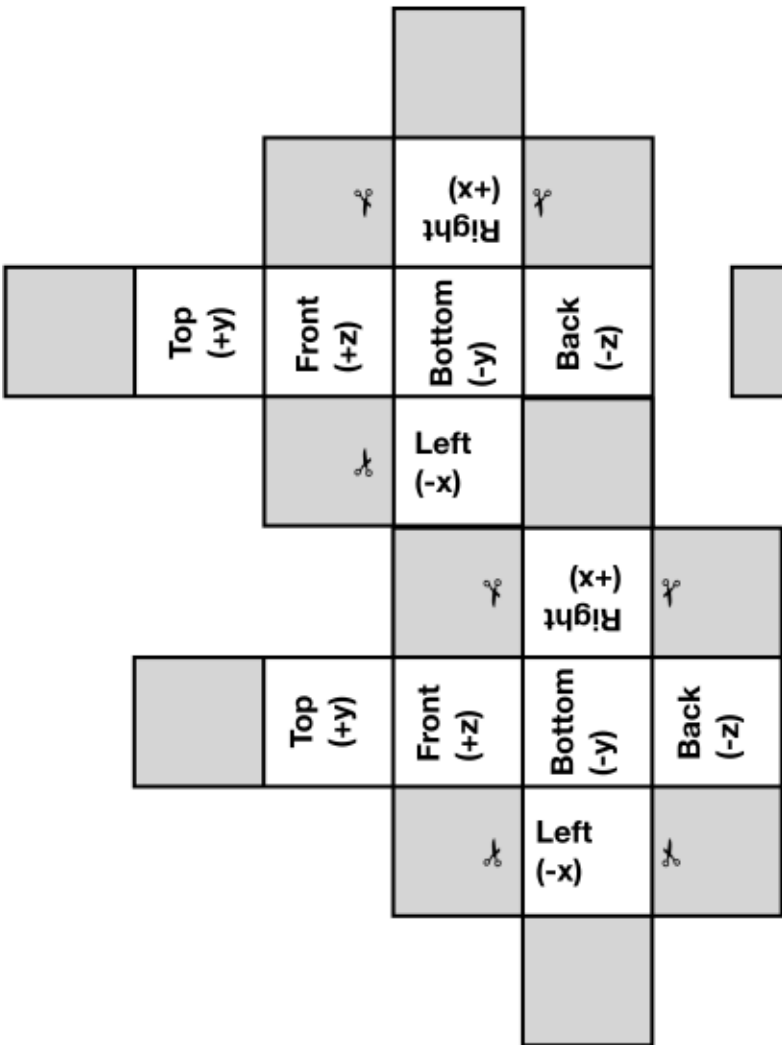 Right
(+x)
Top
(+y)
Front
(+z)
Bottom
(-y)
Back
(-z)
Left
(-x)
Right
(+x)
Top
(+y)
Front
(+z)
Bottom
(-y)
Back
(-z)
Left
(-x)